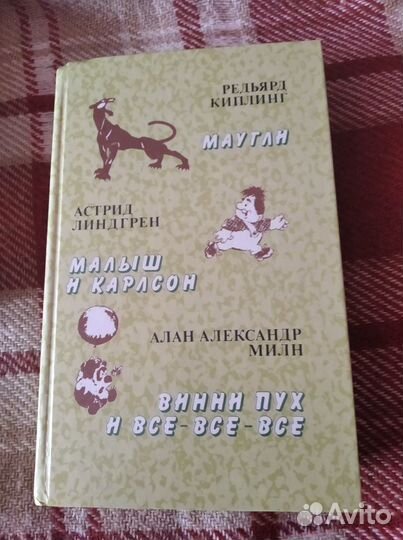 РЕДЬЯРД
КИПЛИНГ
МАУГЛИ
АСТРИД
ЛИНДГРЕН
МАЛЫШ
И КАРЛСОН
АЛАН АЛЕКСАНДР
МИЛН
ВИННИ ПУХ
И ВСЕ-ВСЕ-ВСЕ
Avito